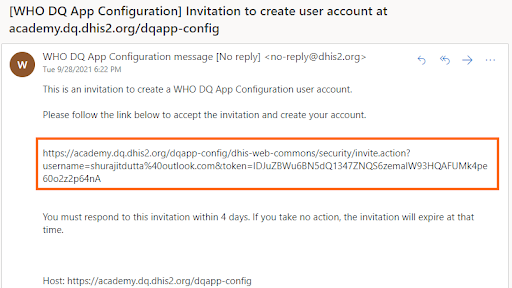 [WHO DQ App Configuration] Invitation to create user account at
academy.dq.dhis2.org/dqapp-config
W
WHO DQ App Configuration message [No reply] <no-reply@dhis2.org>
Tue 9/28/2021 6:22 PM
This is an invitation to create a WHO DQ App Configuration user account.
Please follow the link below to accept the invitation and create your account.
https://academy.dq.dhis2.org/dqapp-config/dhis-web-commons/security/invite.action?
username=shurajitdutta%40outlook.com&token=IDJuZBWu6BN5dQ1347ZNQS6zemalW93HQAFUMk4pe
60o2z2p64nA
You must respond to this invitation within 4 days. If you take no action, the invitation will expire at that
time.
Host: https://academy.dq.dhis2.org/dqapp-config